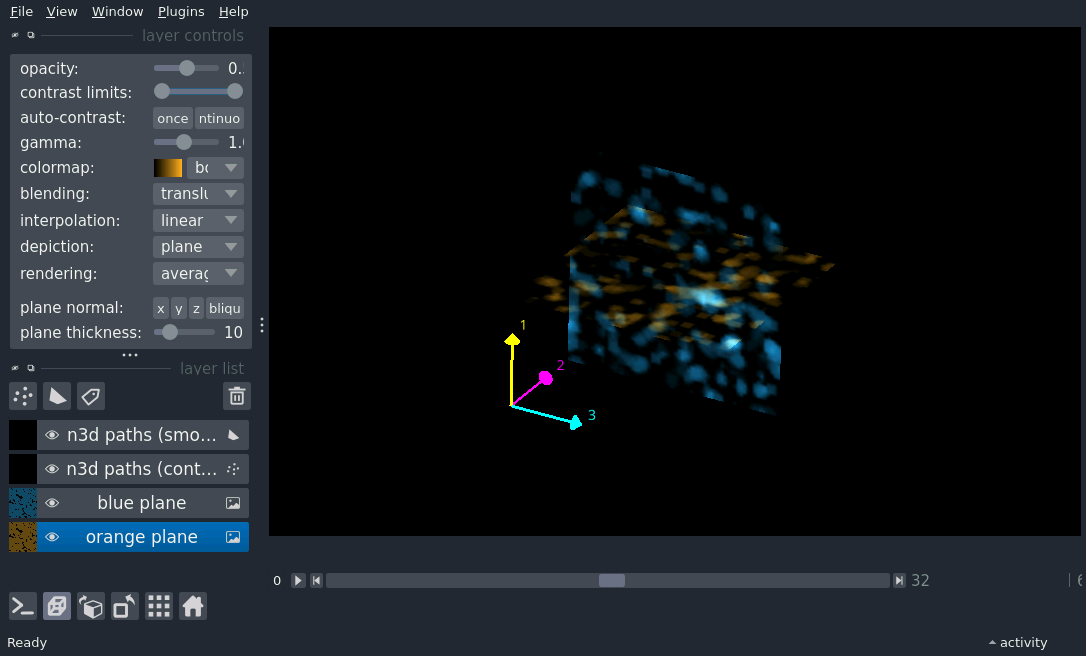 File View Window Plugins Help
layer controls
opacity: 0.
contrast limits:
auto-contrast: once ntinuo
gamma: 1.
colormap: bo
blending: translu
interpolation: linear
depiction: plane
rendering: averag
plane normal: x y z bliqu
plane thickness: 10
layer list
n3d paths (smo...
n3d paths (cont...
blue plane
orange plane
1
2
3
0 32
Ready
activity